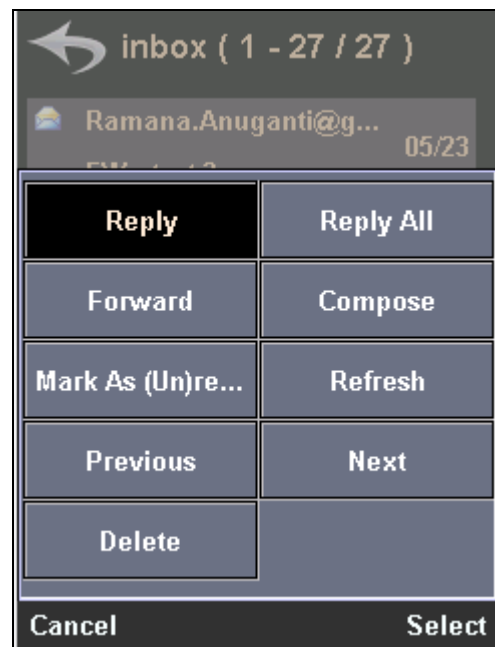 inbox ( 1 - 27 / 27 )
Ramana.Anuganti@g...
05/23
Reply
Reply All
Forward
Compose
Mark As (Un)re...
Refresh
Previous
Next
Delete
Cancel
Select